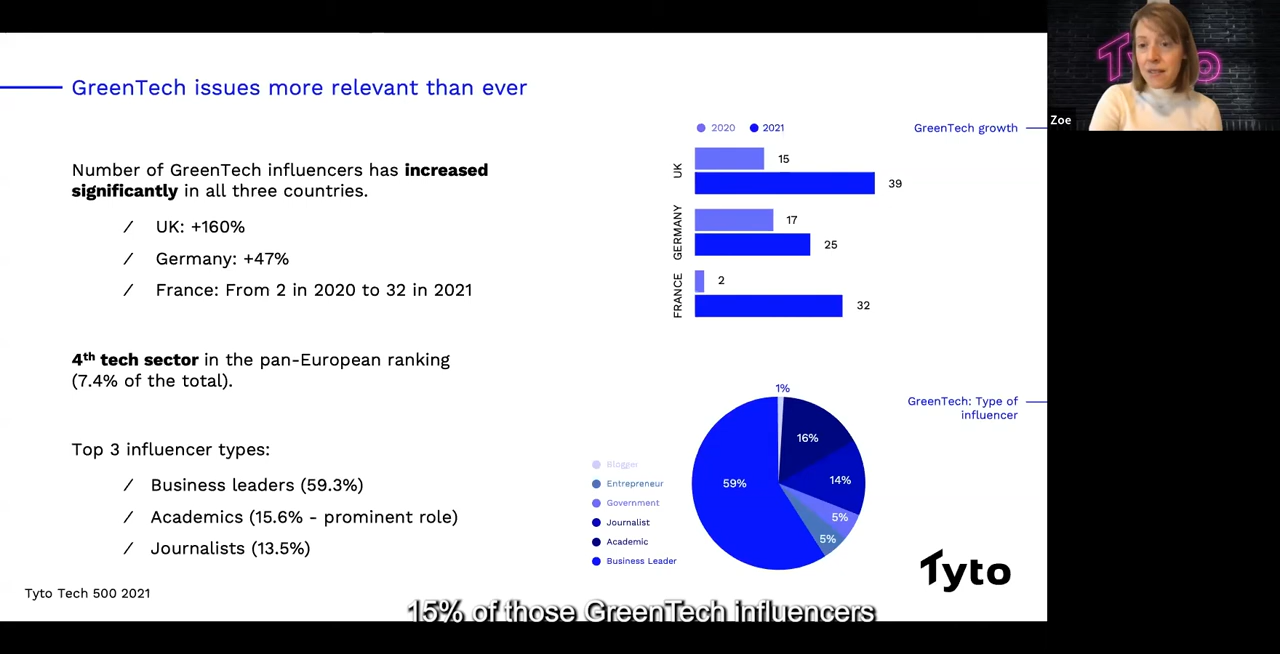 GreenTech issues more relevant than ever
Number of GreenTech influencers has increased
significantly in all three countries.
/ UK: +160%
/ Germany: +47%
/ France: From 2 in 2020 to 32 in 2021
4th tech sector in the pan-European ranking
(7.4% of the total).
Top 3 influencer types:
/ Business leaders (59.3%)
/ Academics (15.6% - prominent role)
/ Journalists (13.5%)
Tyto Tech 500 2021
2020 2021
GreenTech growth
UK
15
39
GERMANY
17
25
FRANCE
2
32
GreenTech: Type of
influencer
1%
16%
14%
5%
5%
59%
Blogger
Entrepreneur
Government
Journalist
Academic
Business Leader
Tyto
15% of those GreenTech influencers
Tyto
Zoe